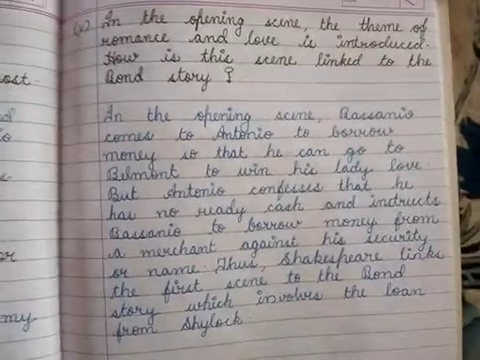 (v) In the opening scene, the theme of
romance and love is introduced.
How is this scene linked to the
Bond story ?
In the opening scene, Bassanio
comes to Antonio to borrow
money so that he can go to
Belmont to win his lady love.
But Antonio confesses that he
has no ready cash and instructs
Bassanio to borrow money from
a merchant against his security
or name. Thus, Shakespeare links
the first scene to the Bond
story which involves the loan
from Shylock
ost.
or
my